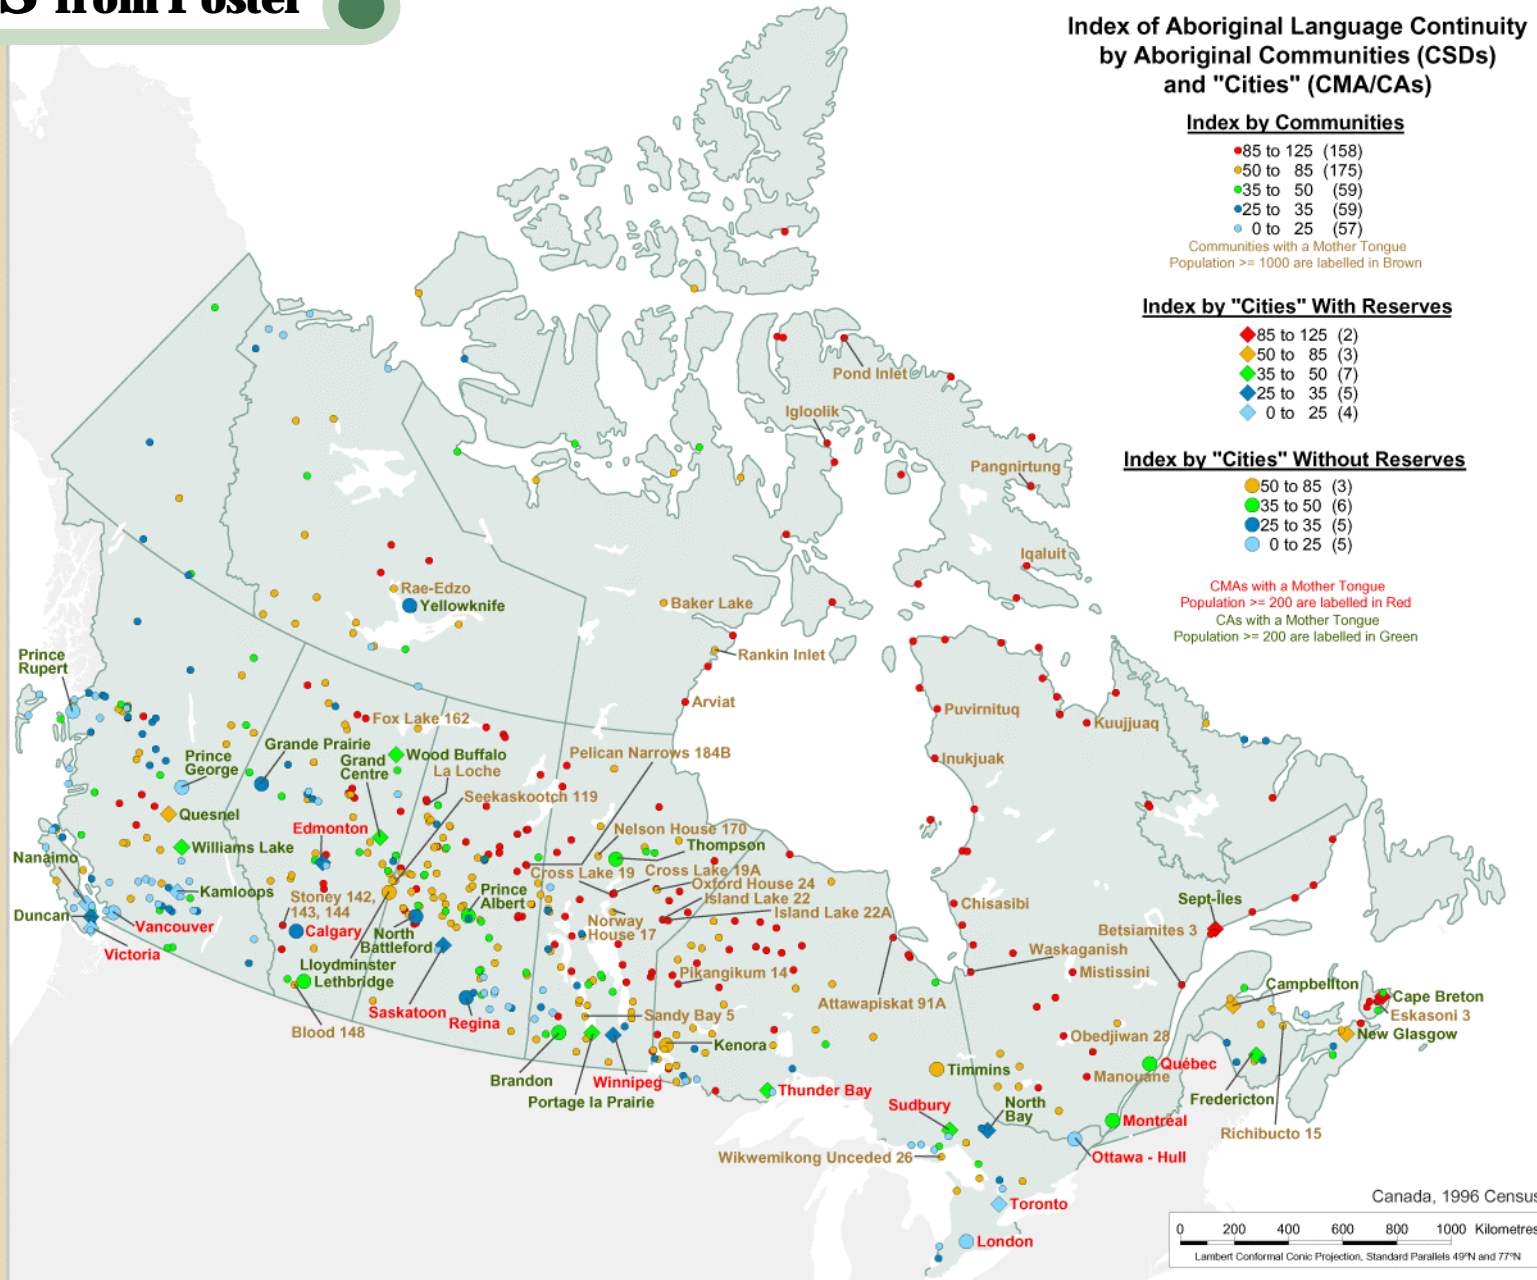 from Poster
Index of Aboriginal Language Continuity
by Aboriginal Communities (CSDs)
and "Cities" (CMA/CAs)
Index by Communities
85 to 125 (158)
50 to 85 (175)
35 to 50 (59)
25 to 35 (59)
0 to 25 (57)
Communities with a Mother Tongue
Population >= 1000 are labelled in Brown
Index by "Cities" With Reserves
85 to 125 (2)
50 to 85 (3)
35 to 50 (7)
25 to 35 (5)
0 to 25 (4)
Index by "Cities" Without Reserves
50 to 85 (3)
35 to 50 (6)
25 to 35 (5)
0 to 25 (5)
CMAs with a Mother Tongue
Population >= 200 are labelled in Red
CAs with a Mother Tongue
Population >= 200 are labelled in Green
Pond Inlet
Igloolik
Pangnirtung
Iqaluit
Rae-Edzo
Yellowknife
Baker Lake
Rankin Inlet
Arviat
Prince
Rupert
Puvirnituq
Kuujjuaq
Inukjuak
Fox Lake 162
Grande Prairie
Wood Buffalo
Grand
Centre
La Loche
Pelican Narrows 184B
Prince
George
Seekaskootch 119
Quesnel
Edmonton
Nelson House 170
Thompson
Williams Lake
Nanaimo
Cross Lake 19
Cross Lake 19A
Oxford House 24
Island Lake 22
Island Lake 22A
Kamloops
Stoney 142,
143, 144
Prince
Albert
Chisasibi
Sept-Îles
Duncan
Vancouver
Calgary
North
Battleford
Norway
House 17
Betsiamites 3
Victoria
Waskaganish
Lloydminster
Lethbridge
Pikangikum 14
Mistissini
Attawapiskat 91A
Campbellton
Cape Breton
Eskasoni 3
New Glasgow
Saskatoon
Regina
Blood 148
Sandy Bay 5
Kenora
Obedjiwan 28
Québec
Timmins
Manouane
Brandon
Winnipeg
Portage la Prairie
Thunder Bay
Sudbury
North
Bay
Fredericton
Montréal
Richibucto 15
Wikwemikong Unceded 26
Ottawa - Hull
Toronto
London
Canada, 1996 Census
0 200 400 600 800 1000 Kilometres
Lambert Conformal Conic Projection, Standard Parallels 49ºN and 77ºN